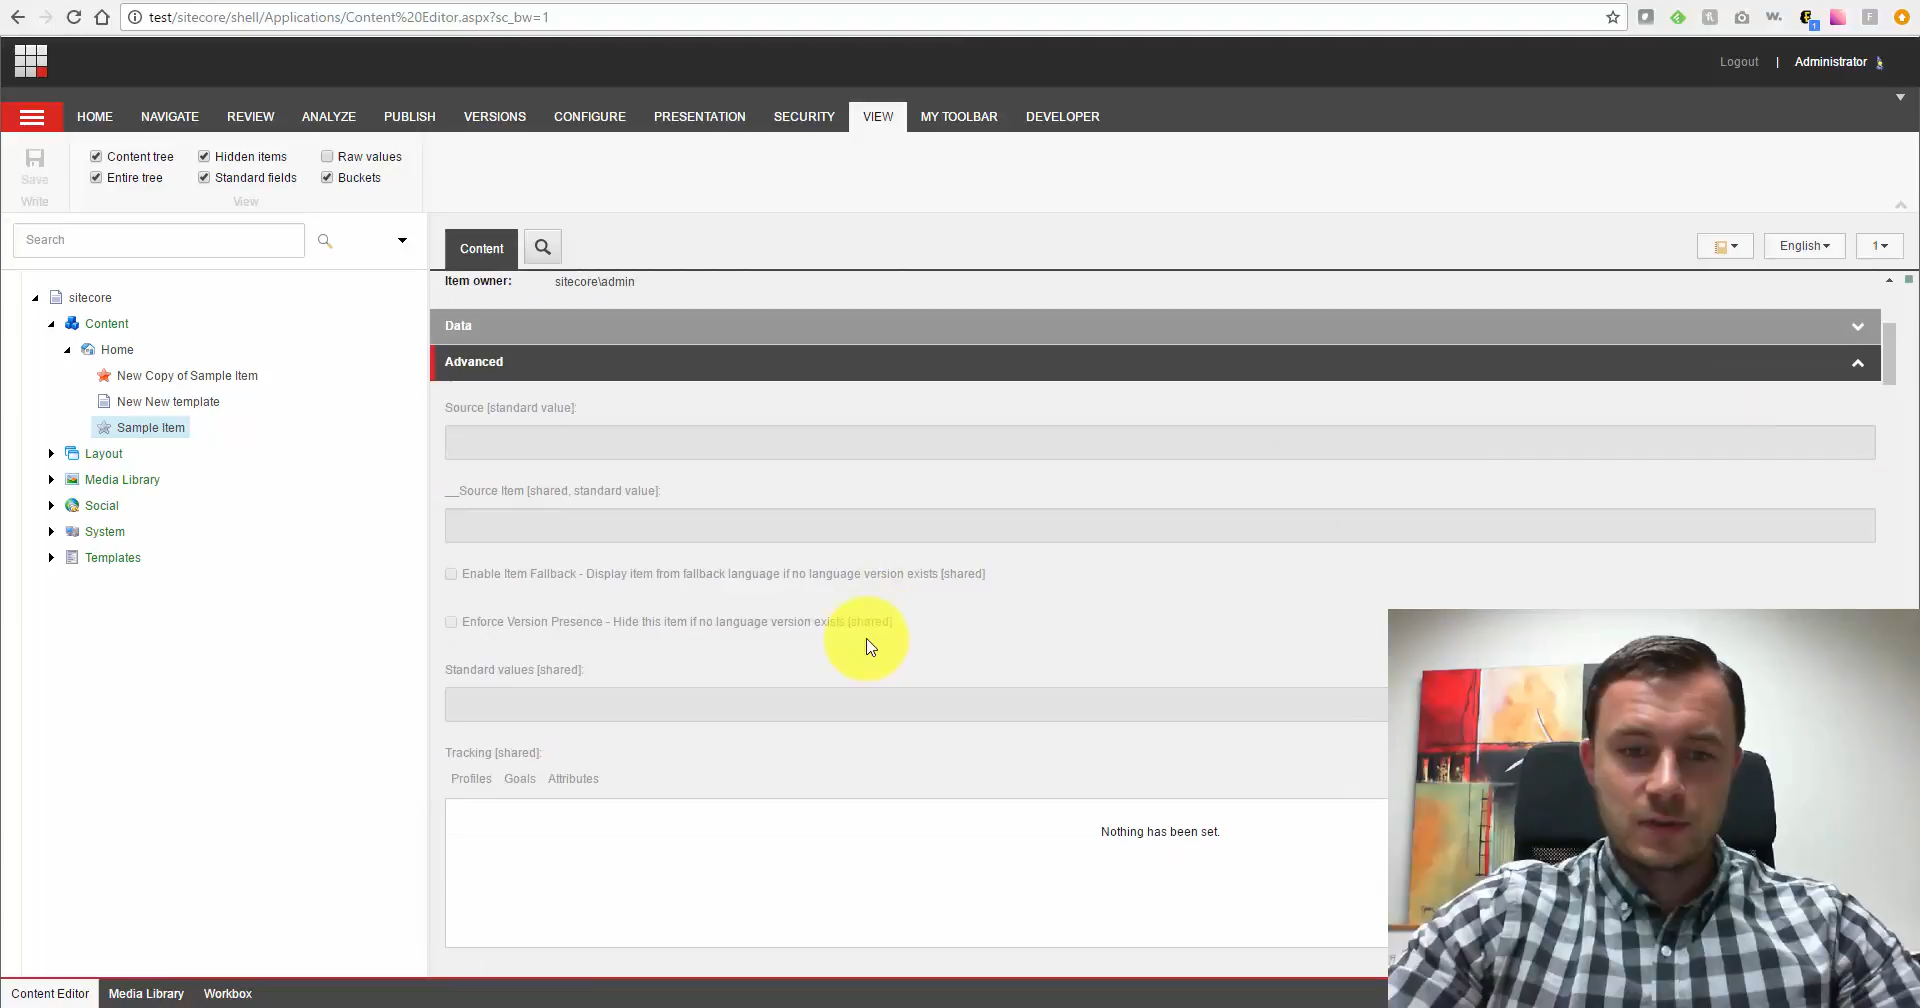 test/sitecore/shell/Applications/Content%20Editor.aspx?sc_bw=1
Logout | Administrator
HOME NAVIGATE REVIEW ANALYZE PUBLISH VERSIONS CONFIGURE PRESENTATION SECURITY VIEW MY TOOLBAR DEVELOPER
Save
Write
Content tree Hidden items Raw values
Entire tree Standard fields Buckets
View
Search
Content
English 1
sitecore
Content
Home
New Copy of Sample Item
New New template
Sample Item
Layout
Media Library
Social
System
Templates
Item owner: sitecore\admin
Data
Advanced
Source [standard value]:
__Source Item [shared, standard value]:
Enable Item Fallback - Display item from fallback language if no language version exists [shared]
Enforce Version Presence - Hide this item if no language version exists [shared]
Standard values [shared]:
Tracking [shared]:
Profiles Goals Attributes
Nothing has been set.
Content Editor Media Library Workbox